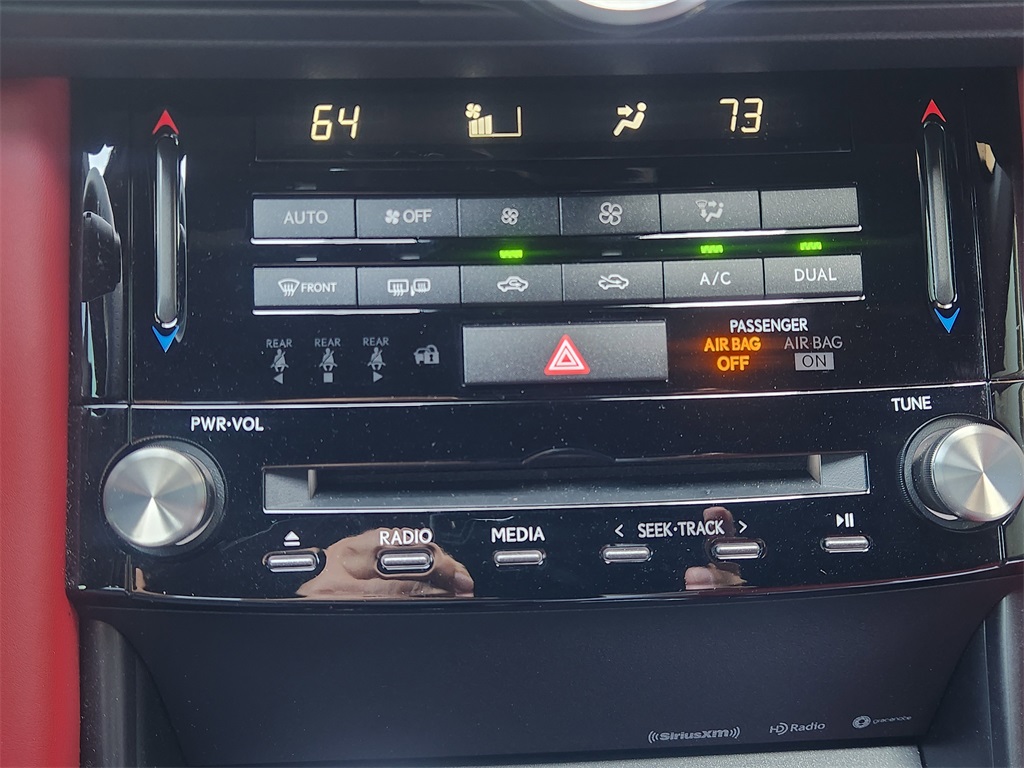 64 73
AUTO OFF
FRONT A/C DUAL
REAR REAR REAR
PASSENGER
AIR BAG OFF AIR BAG ON
PWR•VOL TUNE
RADIO MEDIA < SEEK•TRACK >
((SiriusXM)) HD Radio gracenote